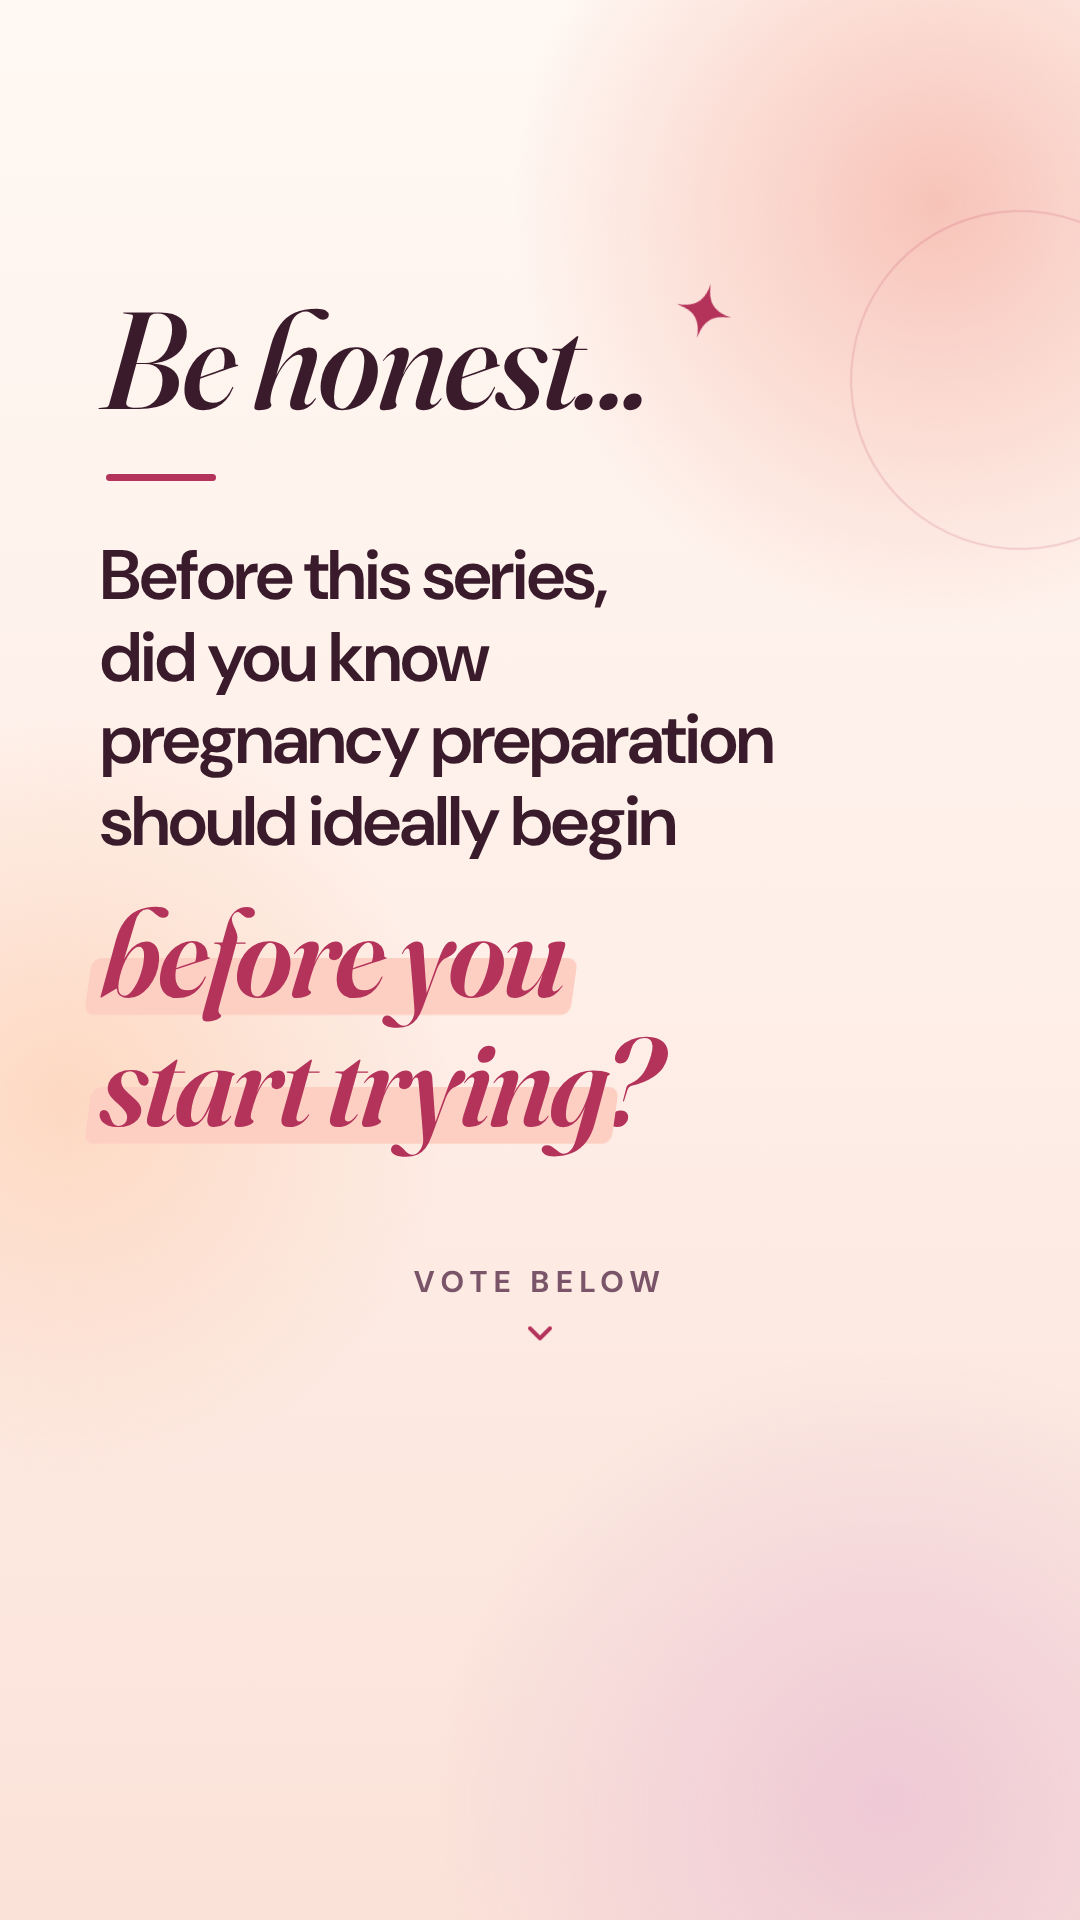 Be honest...
Before this series,
did you know
pregnancy preparation
should ideally begin
before you
start trying?
VOTE BELOW